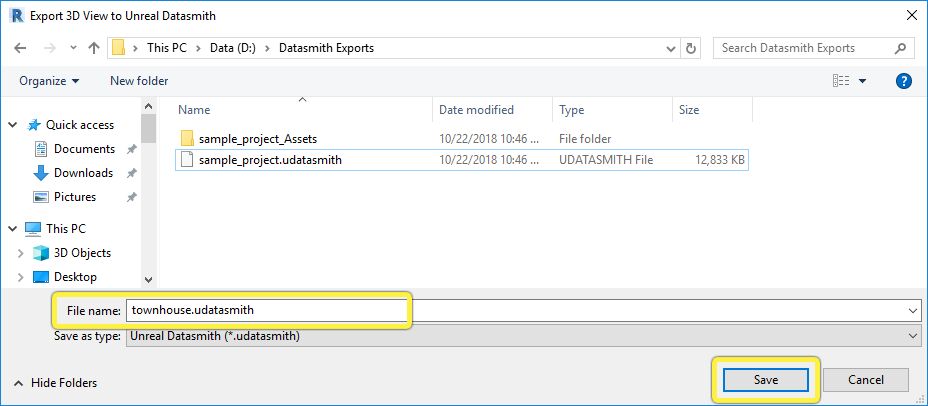 R Export 3D View to Unreal Datasmith
This PC > Data (D:) > Datasmith Exports Search Datasmith Exports
Organize New folder ?
Name Date modified Type Size
Quick access
sample_project_Assets 10/22/2018 10:46 ... File folder
Documents sample_project.udatasmith 10/22/2018 10:46 ... UDATASMITH File 12,833 KB
Downloads
Pictures
This PC
3D Objects
Desktop
File name: townhouse.udatasmith
Save as type: Unreal Datasmith (*.udatasmith)
Hide Folders Save Cancel